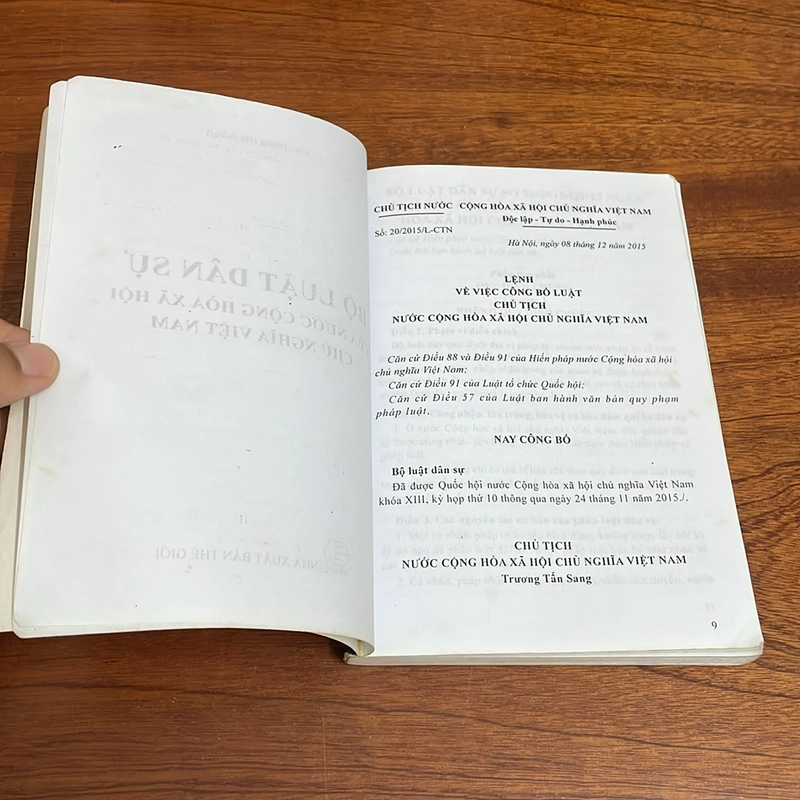 CHỦ TỊCH NƯỚC CỘNG HÒA XÃ HỘI CHỦ NGHĨA VIỆT NAM
Độc lập - Tự do - Hạnh phúc
Số: 20/2015/L-CTN
Hà Nội, ngày 08 tháng 12 năm 2015
LỆNH
VỀ VIỆC CÔNG BỐ LUẬT
CHỦ TỊCH
NƯỚC CỘNG HÒA XÃ HỘI CHỦ NGHĨA VIỆT NAM
Căn cứ Điều 88 và Điều 91 của Hiến pháp nước Cộng hòa xã hội
chủ nghĩa Việt Nam;
Căn cứ Điều 91 của Luật tổ chức Quốc hội;
Căn cứ Điều 57 của Luật ban hành văn bản quy phạm
pháp luật.
NAY CÔNG BỐ
Bộ luật dân sự
Đã được Quốc hội nước Cộng hòa xã hội chủ nghĩa Việt Nam
khóa XIII, kỳ họp thứ 10 thông qua ngày 24 tháng 11 năm 2015./.
CHỦ TỊCH
NƯỚC CỘNG HÒA XÃ HỘI CHỦ NGHĨA VIỆT NAM
Trương Tấn Sang
9